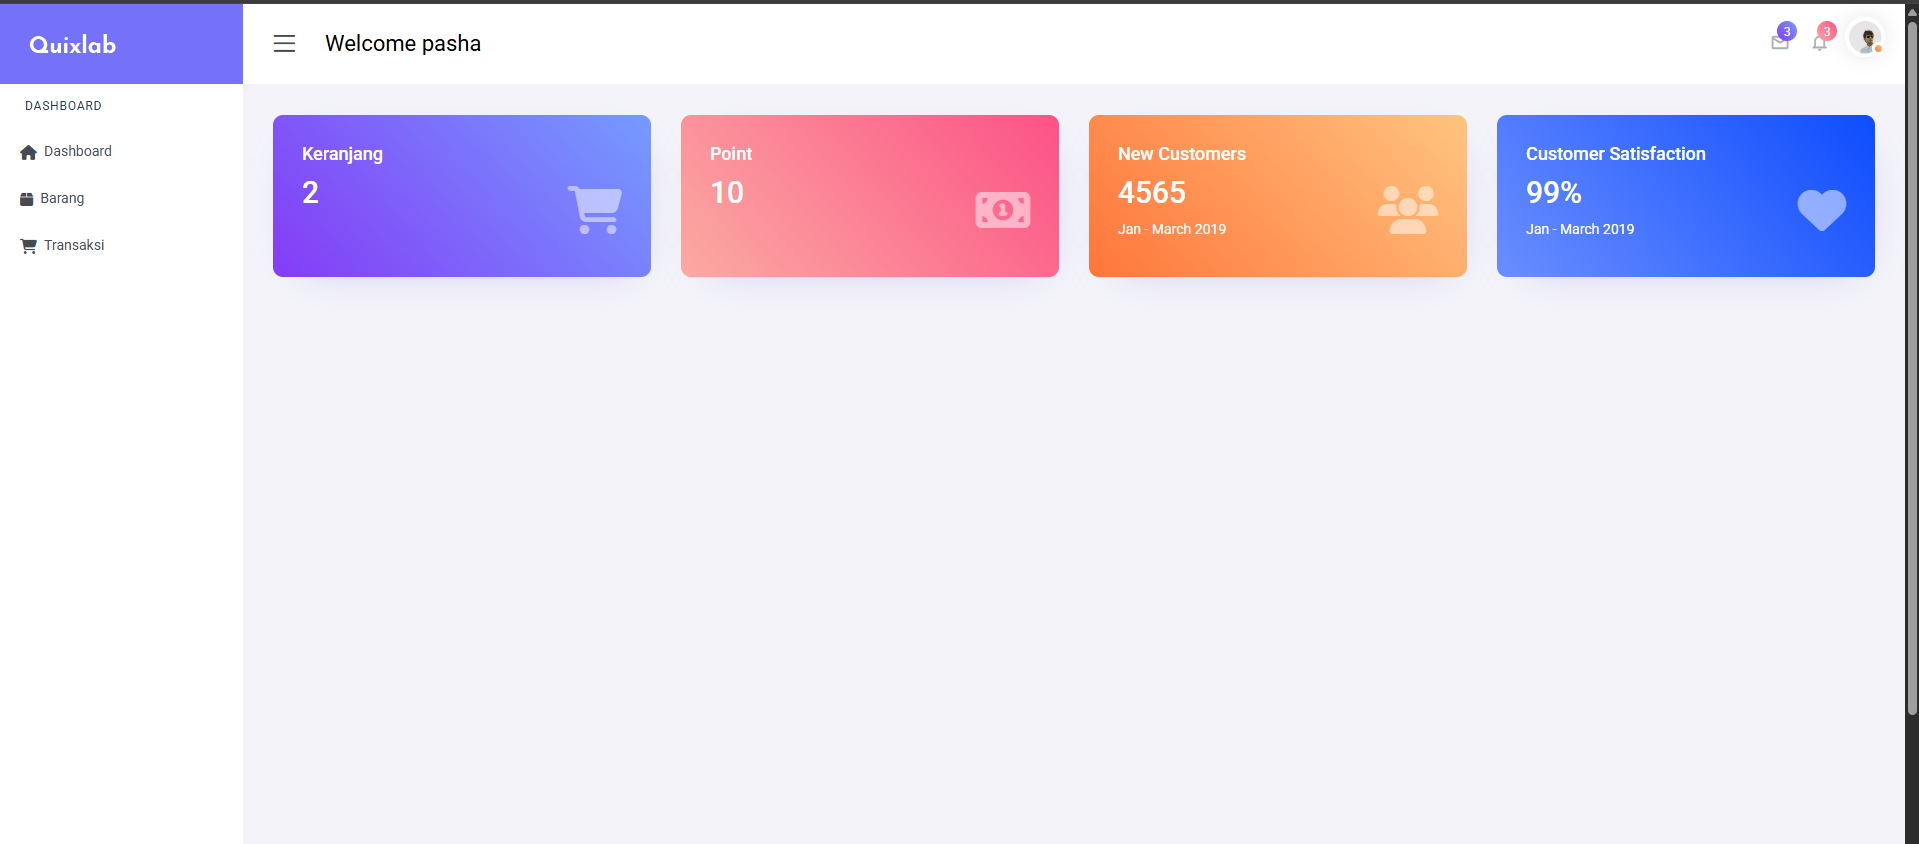 Quixlab
Welcome pasha
3
3
DASHBOARD
Dashboard
Barang
Transaksi
Keranjang
2
Point
10
1
New Customers
4565
Jan - March 2019
Customer Satisfaction
99%
Jan - March 2019